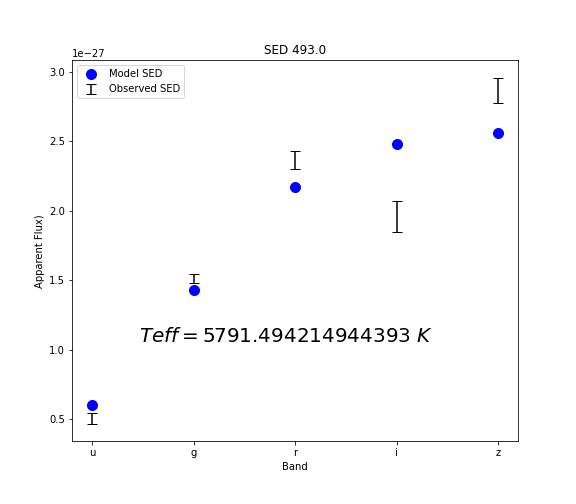 SED 493.0
1e−27
Model SED
Observed SED
3.0
2.5
2.0
1.5
1.0
0.5
Apparent Flux)
Teff = 5791.494214944393 K
u g r i z
Band